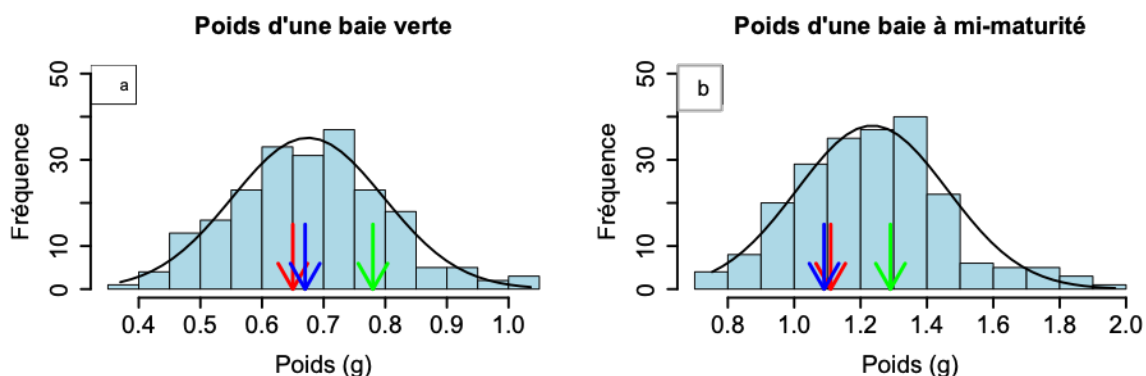 Poids d'une baie verte
a
Fréquence
50
30
10
0
0.4 0.5 0.6 0.7 0.8 0.9 1.0
Poids (g)
Poids d'une baie à mi-maturité
b
Fréquence
50
30
10
0
0.8 1.0 1.2 1.4 1.6 1.8 2.0
Poids (g)